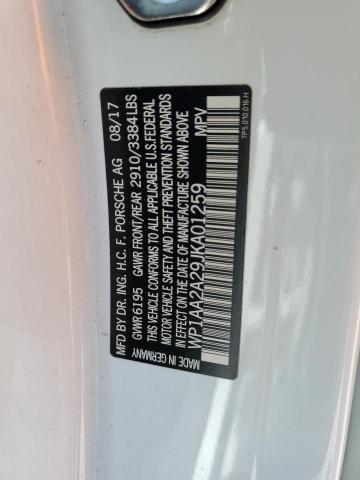 MFD BY DR. ING. H.C. F. PORSCHE AG 08/17
GVWR 6195 GAWR FRONT/REAR 2910/3384LBS
THIS VEHICLE CONFORMS TO ALL APPLICABLE U.S. FEDERAL
MOTOR VEHICLE SAFETY AND THEFT PREVENTION STANDARDS
IN EFFECT ON THE DATE OF MANUFACTURE SHOWN ABOVE
WP1AA2A29JKA01259 MPV
MADE IN GERMANY
7P5.010.016.H